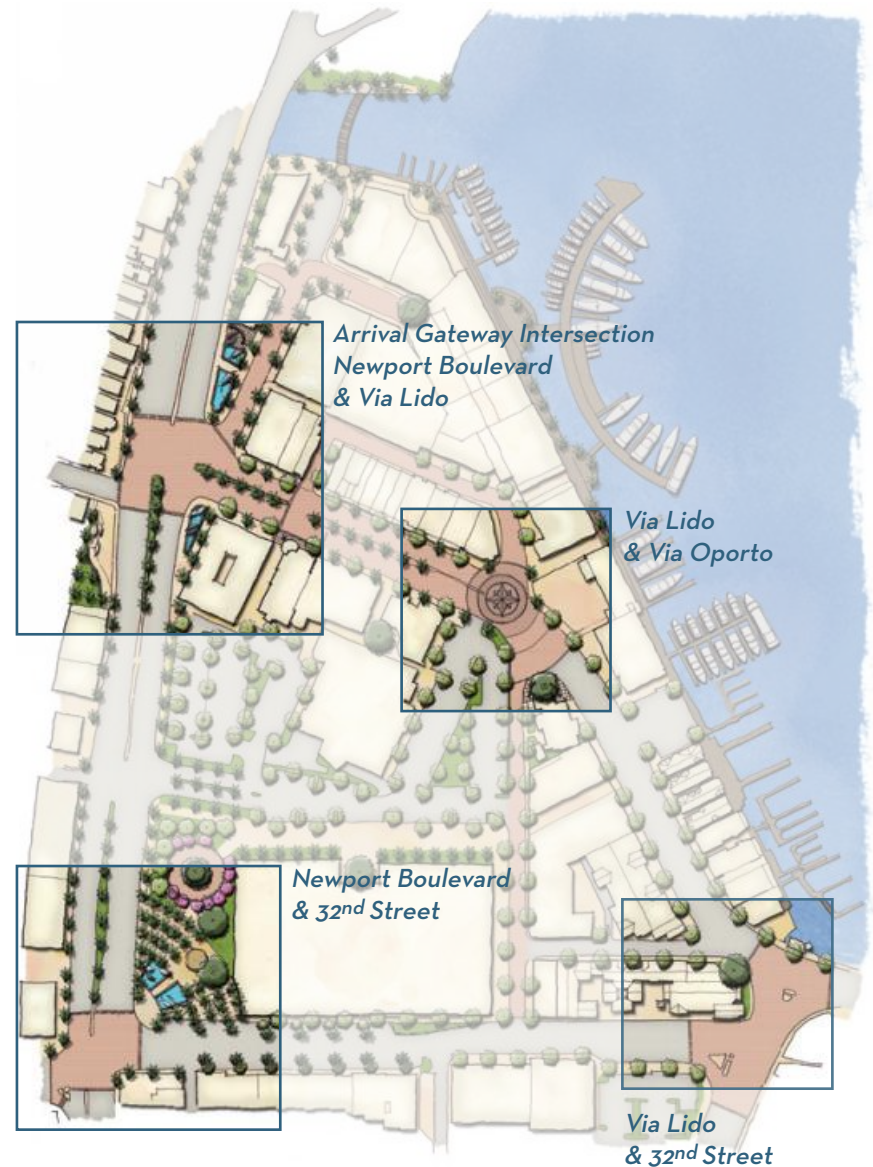 Arrival Gateway Intersection
Newport Boulevard
& Via Lido
Via Lido
& Via Oporto
Newport Boulevard
& 32nd Street
Via Lido
& 32nd Street